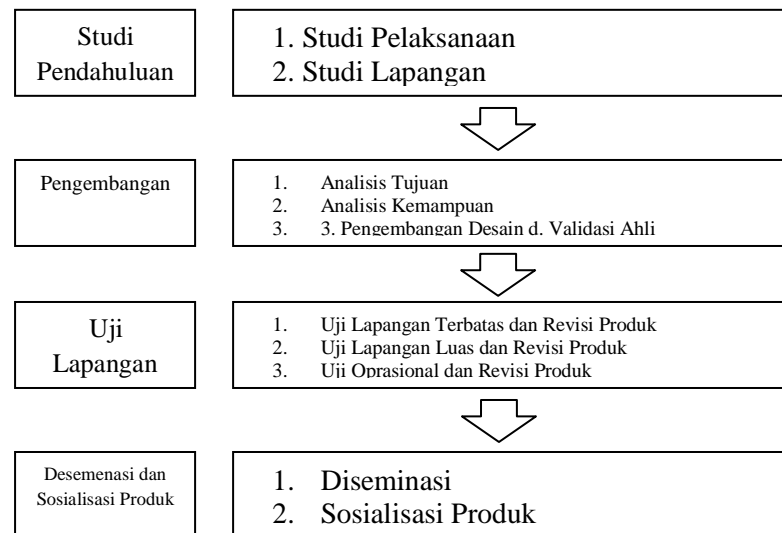 Studi
Pendahuluan
1. Studi Pelaksanaan
2. Studi Lapangan
Pengembangan
1. Analisis Tujuan
2. Analisis Kemampuan
3. 3. Pengembangan Desain d. Validasi Ahli
Uji
Lapangan
1. Uji Lapangan Terbatas dan Revisi Produk
2. Uji Lapangan Luas dan Revisi Produk
3. Uji Oprasional dan Revisi Produk
Desemenasi dan
Sosialisasi Produk
1. Diseminasi
2. Sosialisasi Produk